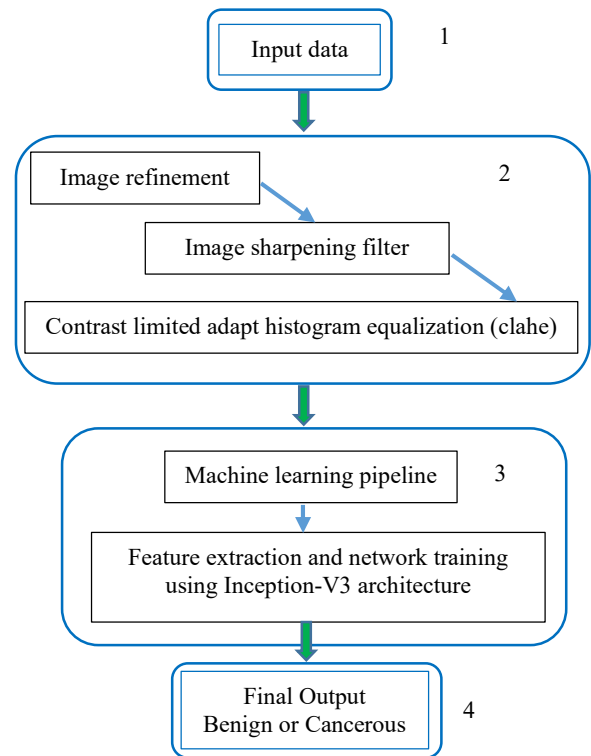 Input data
1
2
Image refinement
Image sharpening filter
Contrast limited adapt histogram equalization (clahe)
Machine learning pipeline
3
Feature extraction and network training
using Inception-V3 architecture
Final Output
Benign or Cancerous
4